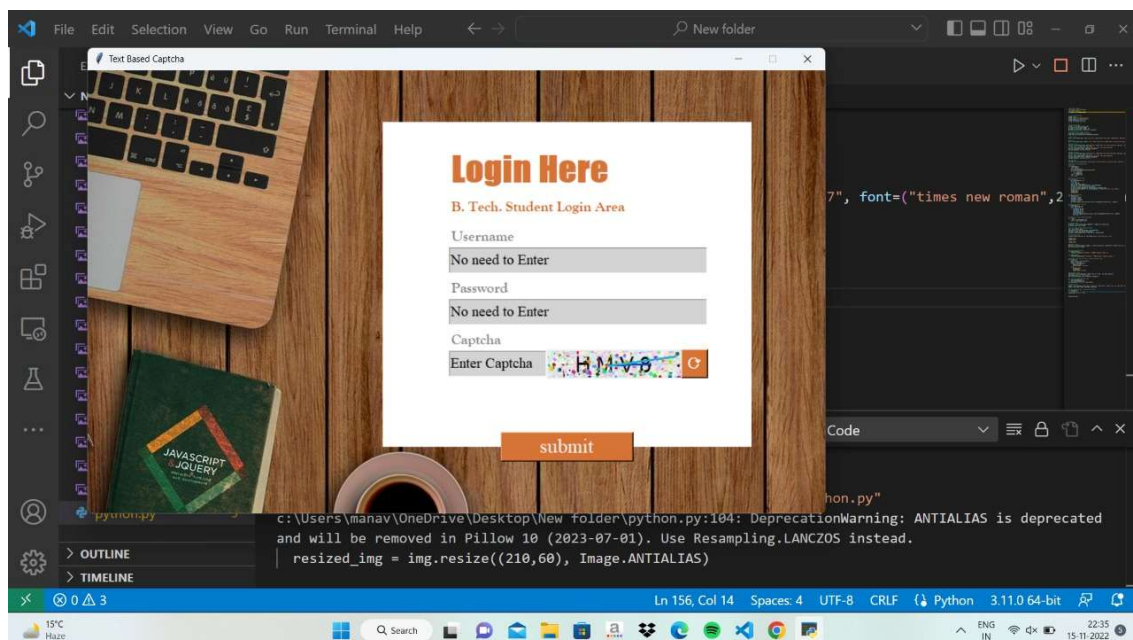 File Edit Selection View Go Run Terminal Help New folder
Text Based Captcha
Login Here
B. Tech. Student Login Area
Username
No need to Enter
Password
No need to Enter
Captcha
Enter Captcha
submit
7", font=("times new roman",2
JAVASCRIPT
& JQUERY
Code
hon.py"
python.py
c:\Users\manav\OneDrive\Desktop\New folder\python.py:104: DeprecationWarning: ANTIALIAS is deprecated
and will be removed in Pillow 10 (2023-07-01). Use Resampling.LANCZOS instead.
resized_img = img.resize((210,60), Image.ANTIALIAS)
OUTLINE
TIMELINE
0 3 Ln 156, Col 14 Spaces: 4 UTF-8 CRLF Python 3.11.0 64-bit
15°C
Haze
Search
ENG
IN
22:35
15-11-2022